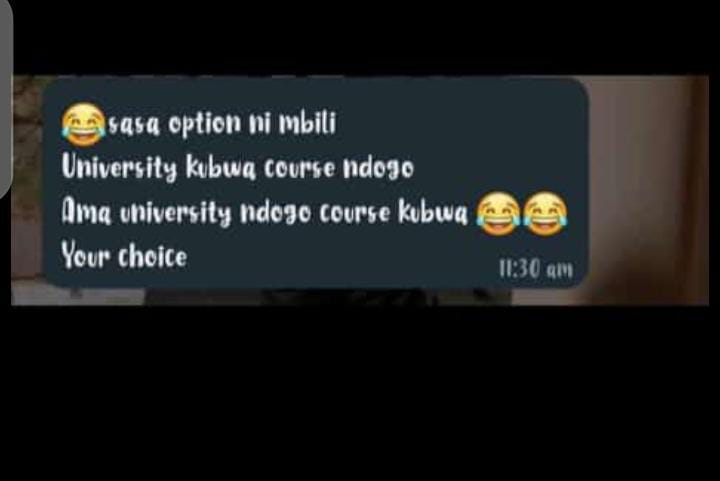 😂sasa option ni mbili
University kubwa course ndogo
Ama university ndogo course kubwa 😂😂
Your choice
11:30 am